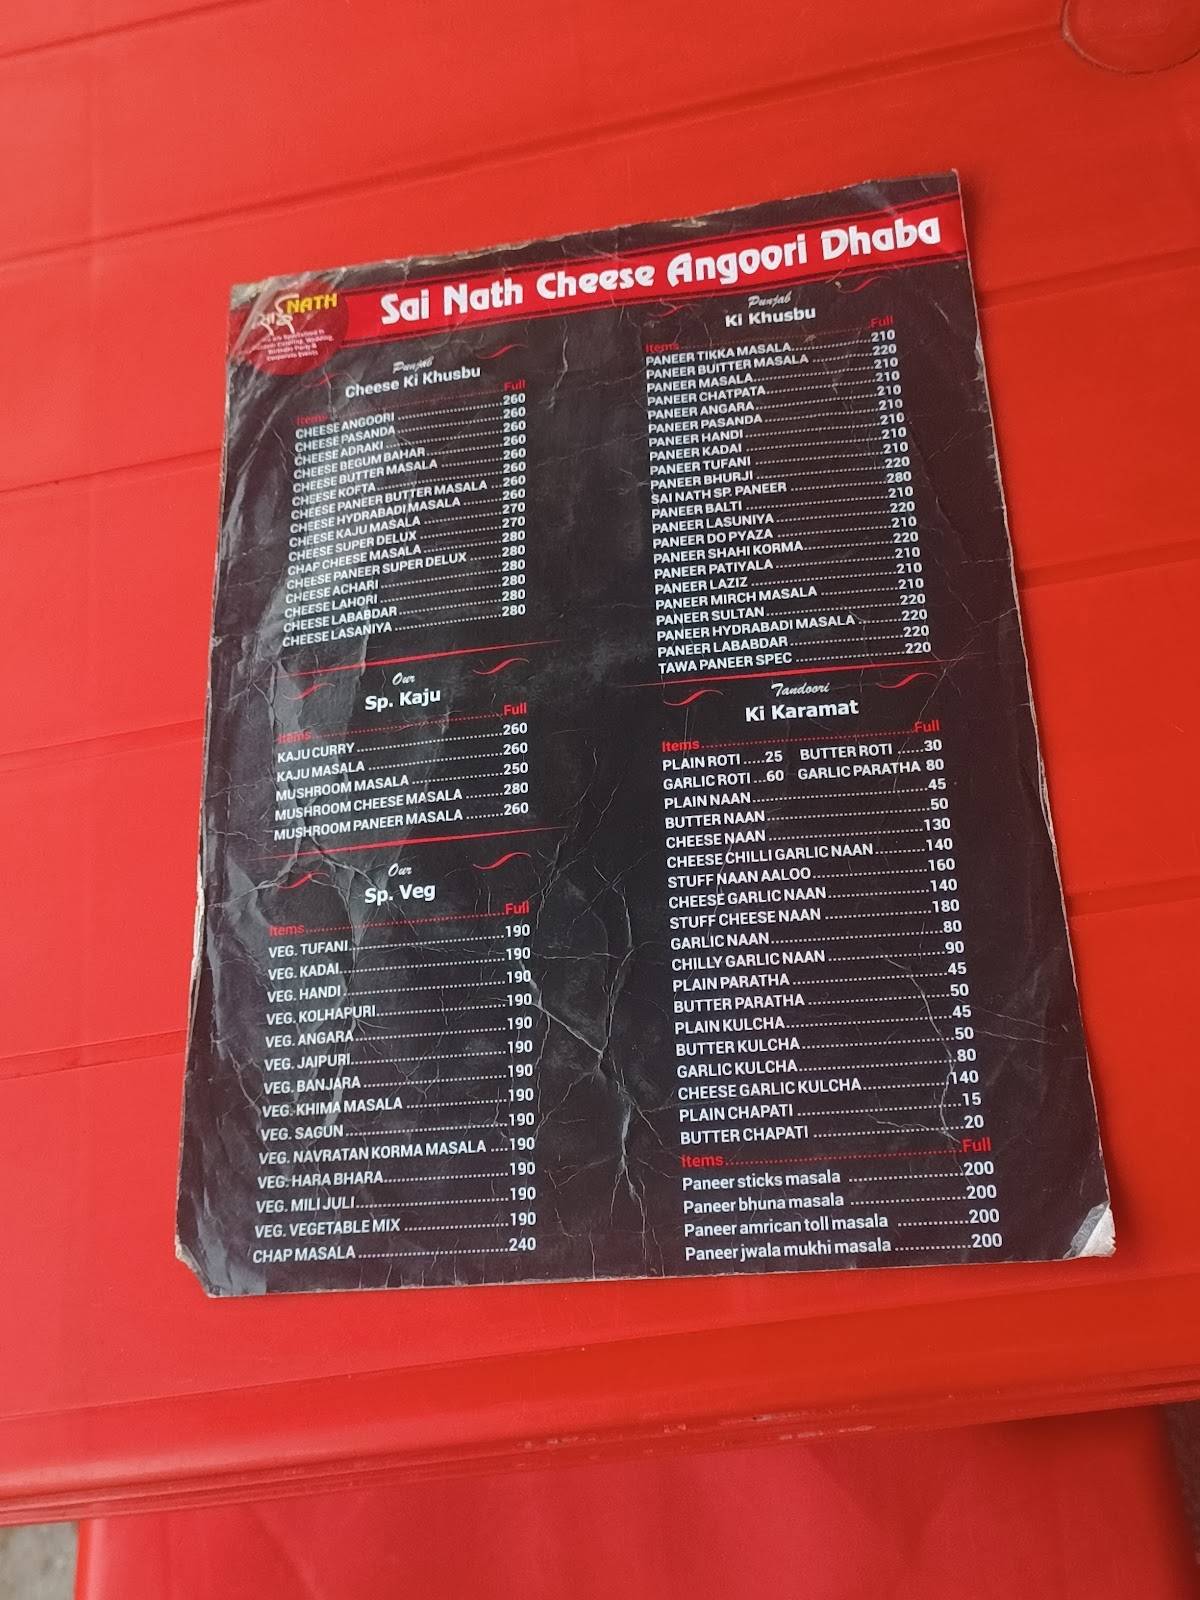 Sai Nath Cheese Angoori Dhaba
NATH
Birthday Party &
Corporate Events
Punjab
Cheese Ki Khusbu
Items Full
CHEESE ANGOORI 260
CHEESE PASANDA 260
CHEESE ADRAKI 260
CHEESE BEGUM BAHAR 260
CHEESE BUTTER MASALA 260
CHEESE KOFTA 260
CHEESE PANEER BUTTER MASALA 260
CHEESE HYDRABADI MASALA 260
CHEESE KAJU MASALA 270
CHEESE SUPER DELUX 270
CHAP CHEESE MASALA 280
CHEESE PANEER SUPER DELUX 280
CHEESE ACHARI 280
CHEESE LAHORI 280
CHEESE LABABDAR 280
CHEESE LASANIYA 280
Our
Sp. Kaju
Items Full
KAJU CURRY 260
KAJU MASALA 260
MUSHROOM MASALA 250
MUSHROOM CHEESE MASALA 280
MUSHROOM PANEER MASALA 260
Our
Sp. Veg
Items Full
VEG. TUFANI 190
VEG. KADAI 190
VEG. HANDI 190
VEG. KOLHAPURI 190
VEG. ANGARA 190
VEG. JAIPURI 190
VEG. BANJARA 190
VEG. KHIMA MASALA 190
VEG. SAGUN 190
VEG. NAVRATAN KORMA MASALA 190
VEG. HARA BHARA 190
VEG. MILI JULI 190
VEG. VEGETABLE MIX 190
CHAP MASALA 240
Punjab
Ki Khusbu
Items Full
PANEER TIKKA MASALA 210
PANEER BUITTER MASALA 220
PANEER MASALA 210
PANEER CHATPATA 210
PANEER ANGARA 210
PANEER PASANDA 210
PANEER HANDI 210
PANEER KADAI 210
PANEER TUFANI 210
PANEER BHURJI 220
SAI NATH SP. PANEER 280
PANEER BALTI 210
PANEER LASUNIYA 220
PANEER DO PYAZA 210
PANEER SHAHI KORMA 220
PANEER PATIYALA 210
PANEER LAZIZ 210
PANEER MIRCH MASALA 210
PANEER SULTAN 220
PANEER HYDRABADI MASALA 220
PANEER LABABDAR 220
TAWA PANEER SPEC 220
Tandoori
Ki Karamat
Items Full
PLAIN ROTI 25 BUTTER ROTI 30
GARLIC ROTI 60 GARLIC PARATHA 80
PLAIN NAAN 45
BUTTER NAAN 50
CHEESE NAAN 130
CHEESE CHILLI GARLIC NAAN 140
STUFF NAAN AALOO 160
CHEESE GARLIC NAAN 140
STUFF CHEESE NAAN 180
GARLIC NAAN 80
CHILLY GARLIC NAAN 90
PLAIN PARATHA 45
BUTTER PARATHA 50
PLAIN KULCHA 45
BUTTER KULCHA 50
GARLIC KULCHA 80
CHEESE GARLIC KULCHA 140
PLAIN CHAPATI 15
BUTTER CHAPATI 20
Items Full
Paneer sticks masala 200
Paneer bhuna masala 200
Paneer amrican toll masala 200
Paneer jwala mukhi masala 200